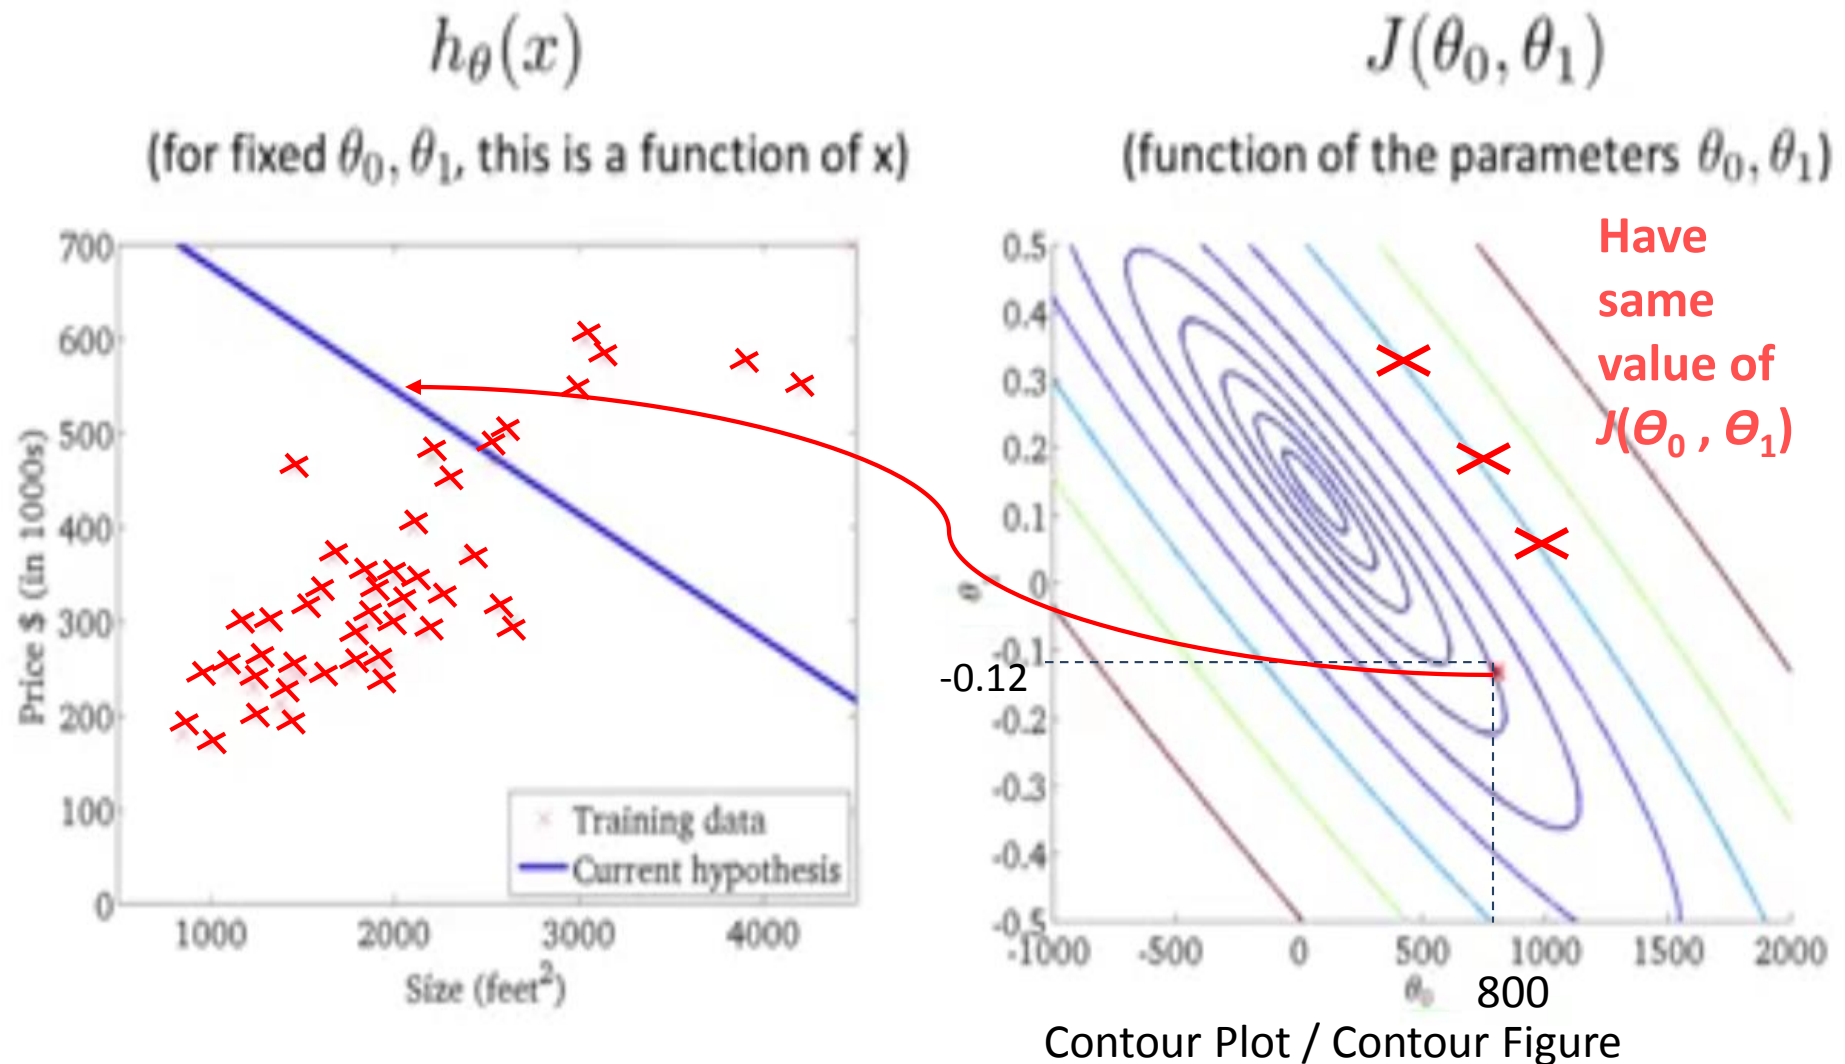 hθ(x)
(for fixed θ0, θ1, this is a function of x)
700
600
500
400
300
200
100
0
Price $ (in 1000s)
1000 2000 3000 4000
Size (feet2)
Training data
Current hypothesis
J(θ0, θ1)
(function of the parameters θ0, θ1)
Have
same
value of
J(Ɵ0 , Ɵ1)
0.5
0.4
0.3
0.2
0.1
0
-0.1
-0.12
-0.2
-0.3
-0.4
-0.5
-1000 -500 0 500 1000 1500 2000
θ0
800
Contour Plot / Contour Figure